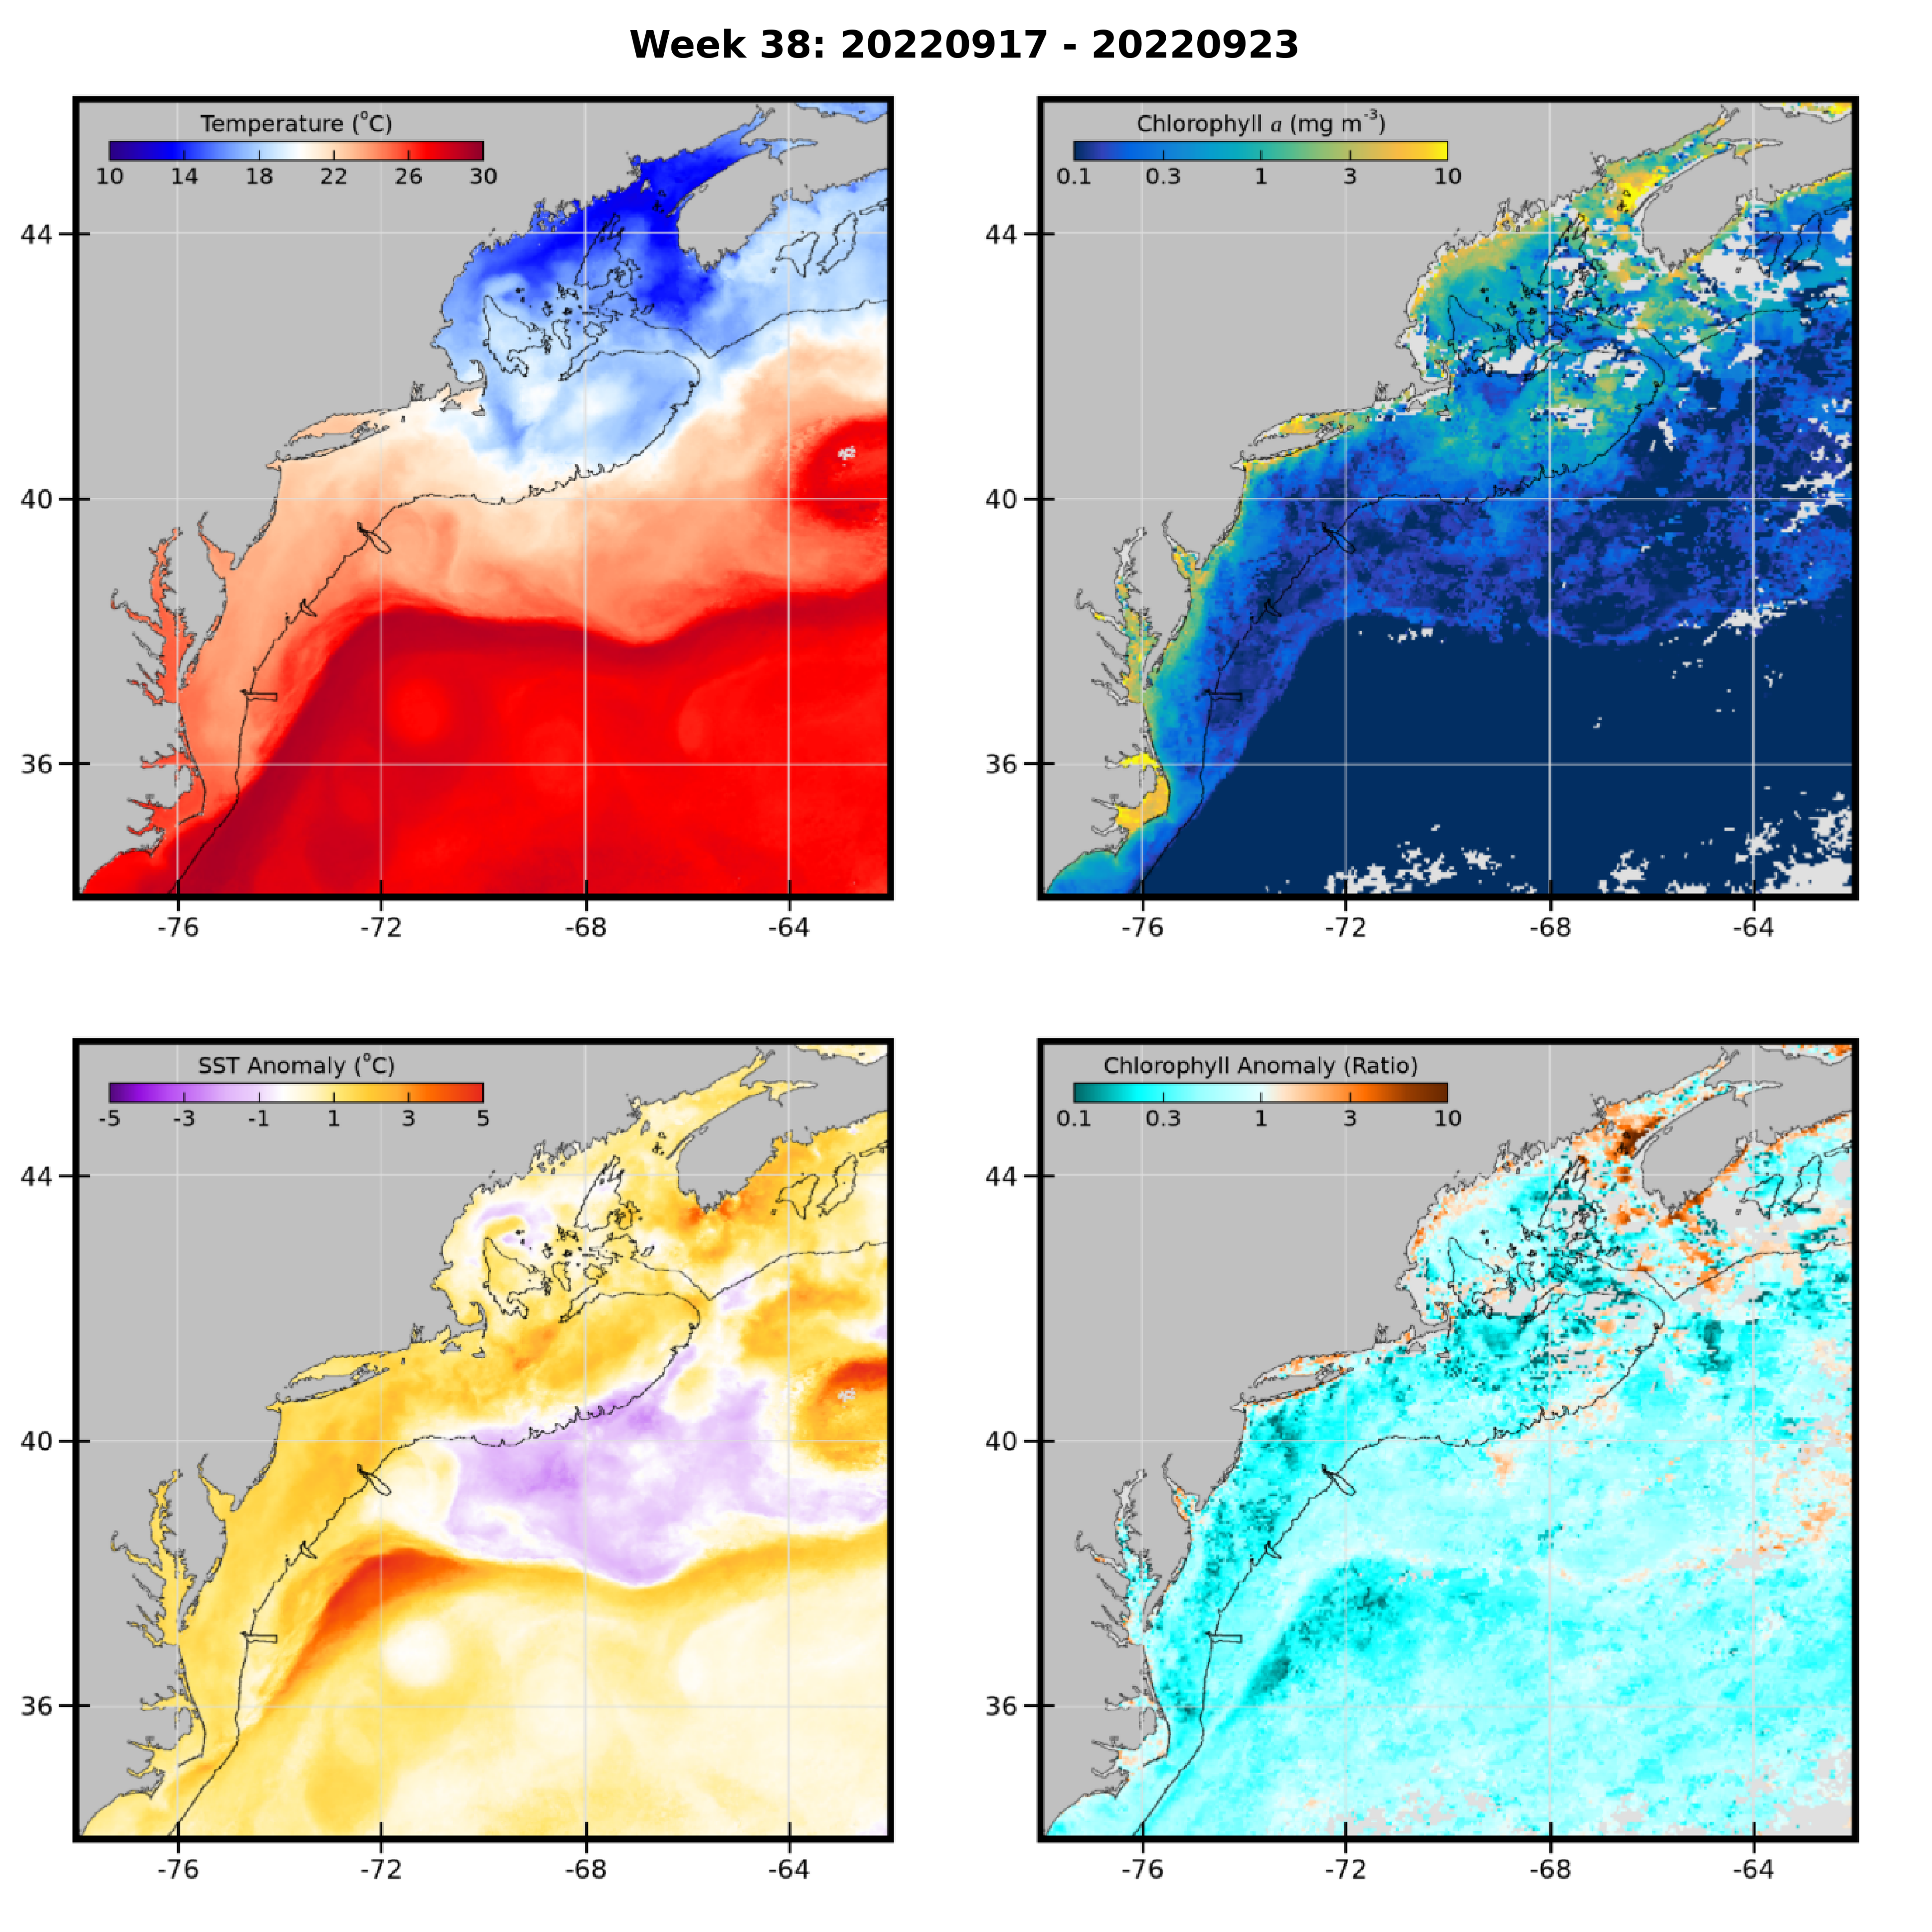 Week 38: 20220917 - 20220923
Temperature (°C)
10 14 18 22 26 30
44
40
36
-76 -72 -68 -64
Chlorophyll a (mg m⁻³)
0.1 0.3 1 3 10
44
40
36
-76 -72 -68 -64
SST Anomaly (°C)
-5 -3 -1 1 3 5
44
40
36
-76 -72 -68 -64
Chlorophyll Anomaly (Ratio)
0.1 0.3 1 3 10
44
40
36
-76 -72 -68 -64